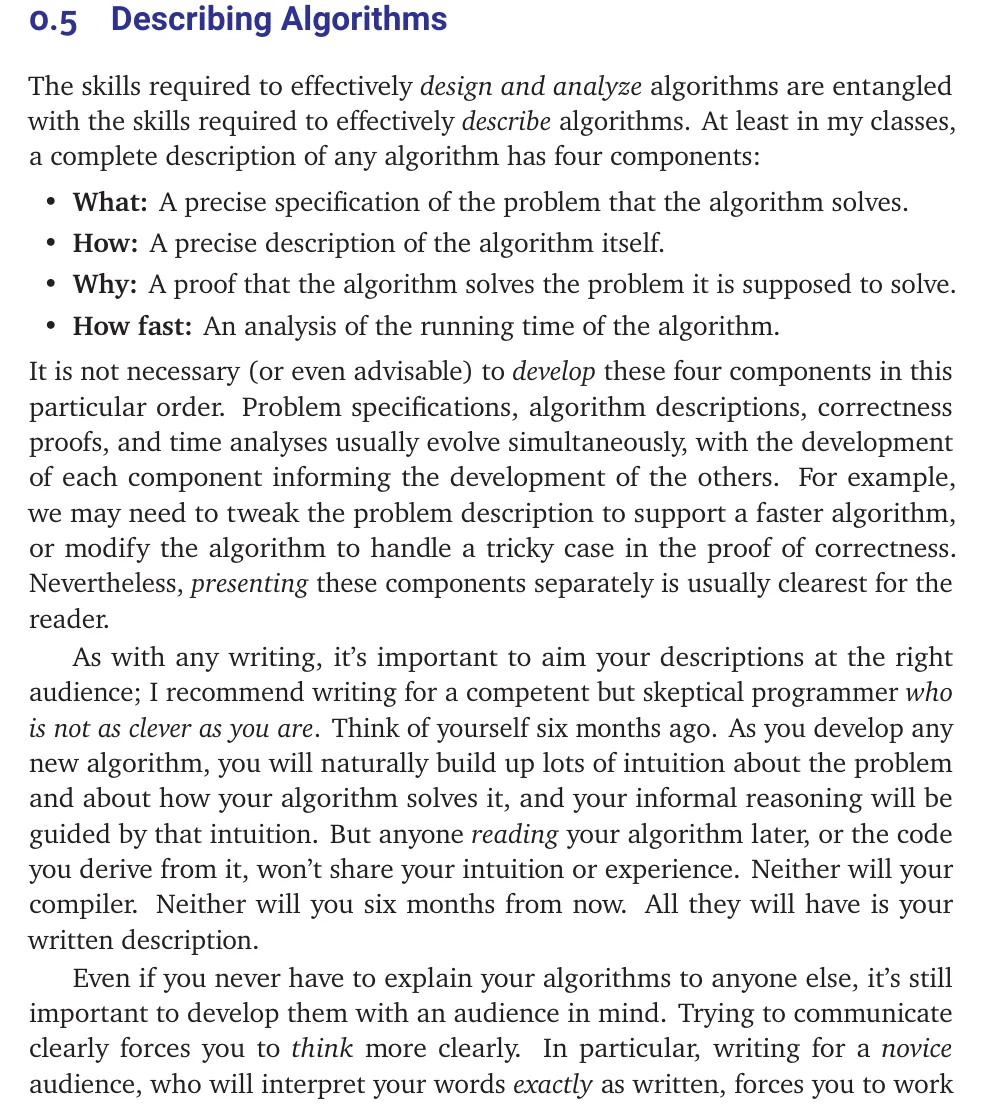 0.5 Describing Algorithms
The skills required to effectively design and analyze algorithms are entangled
with the skills required to effectively describe algorithms. At least in my classes,
a complete description of any algorithm has four components:
• What: A precise specification of the problem that the algorithm solves.
• How: A precise description of the algorithm itself.
• Why: A proof that the algorithm solves the problem it is supposed to solve.
• How fast: An analysis of the running time of the algorithm.
It is not necessary (or even advisable) to develop these four components in this
particular order. Problem specifications, algorithm descriptions, correctness
proofs, and time analyses usually evolve simultaneously, with the development
of each component informing the development of the others. For example,
we may need to tweak the problem description to support a faster algorithm,
or modify the algorithm to handle a tricky case in the proof of correctness.
Nevertheless, presenting these components separately is usually clearest for the
reader.
As with any writing, it’s important to aim your descriptions at the right
audience; I recommend writing for a competent but skeptical programmer who
is not as clever as you are. Think of yourself six months ago. As you develop any
new algorithm, you will naturally build up lots of intuition about the problem
and about how your algorithm solves it, and your informal reasoning will be
guided by that intuition. But anyone reading your algorithm later, or the code
you derive from it, won’t share your intuition or experience. Neither will your
compiler. Neither will you six months from now. All they will have is your
written description.
Even if you never have to explain your algorithms to anyone else, it’s still
important to develop them with an audience in mind. Trying to communicate
clearly forces you to think more clearly. In particular, writing for a novice
audience, who will interpret your words exactly as written, forces you to work